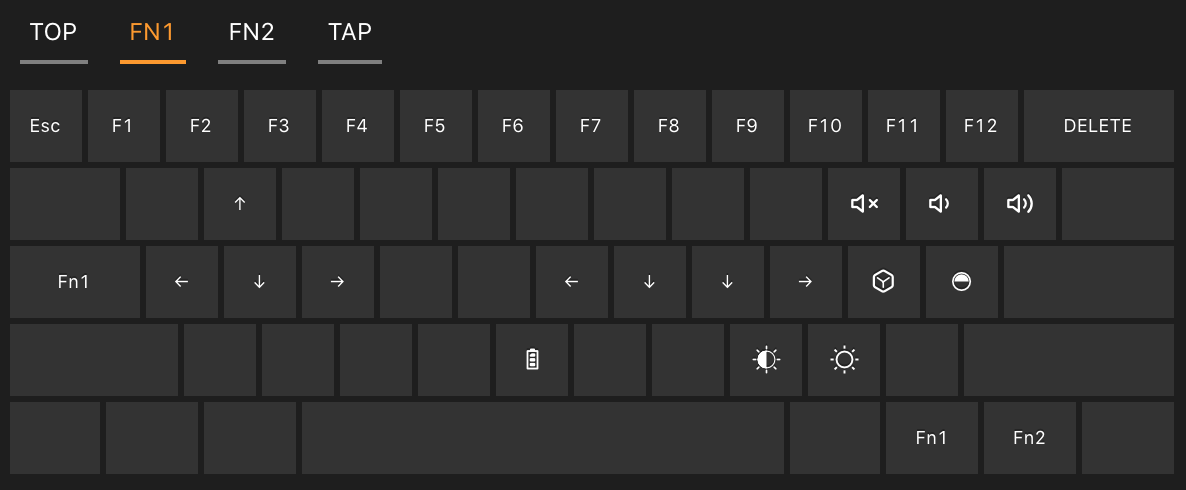 TOP FN1 FN2 TAP
Esc F1 F2 F3 F4 F5 F6 F7 F8 F9 F10 F11 F12 DELETE
↑
Fn1 ← ↓ → ← ↓ ↓ →
Fn1 Fn2